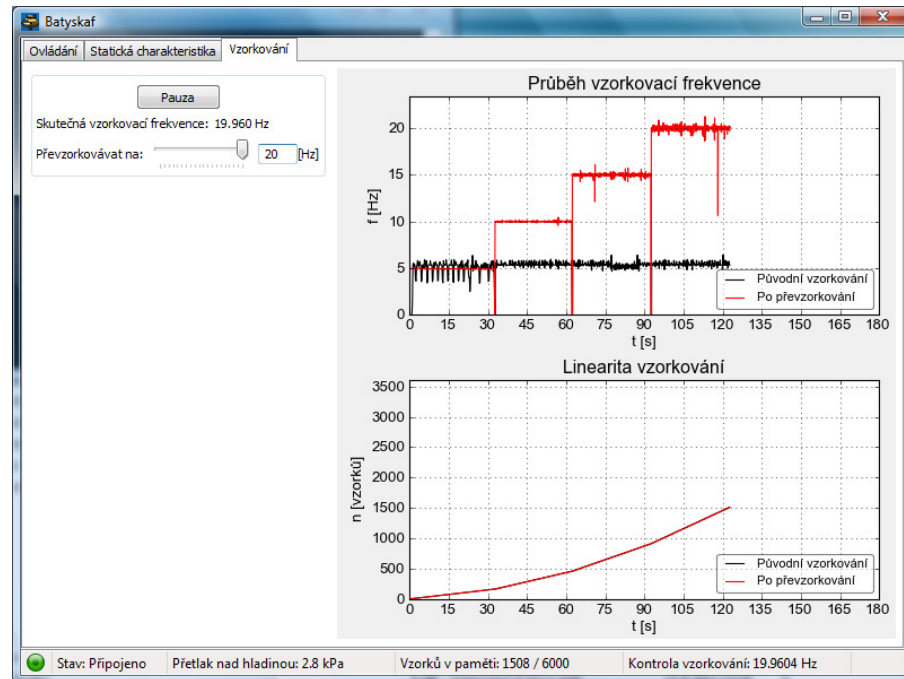 Batyskaf
Ovládání Statická charakteristika Vzorkování
Pauza
Skutečná vzorkovací frekvence: 19.960 Hz
Převzorkovávat na: 20 [Hz]
Průběh vzorkovací frekvence
20
15
10
5
0
f [Hz]
Původní vzorkování
Po převzorkování
0 15 30 45 60 75 90 105 120 135 150 165 180
t [s]
Linearita vzorkování
3500
3000
2500
2000
1500
1000
500
0
n [vzorků]
Původní vzorkování
Po převzorkování
0 15 30 45 60 75 90 105 120 135 150 165 180
t [s]
Stav: Připojeno Přetlak nad hladinou: 2.8 kPa Vzorků v paměti: 1508 / 6000 Kontrola vzorkování: 19.9604 Hz